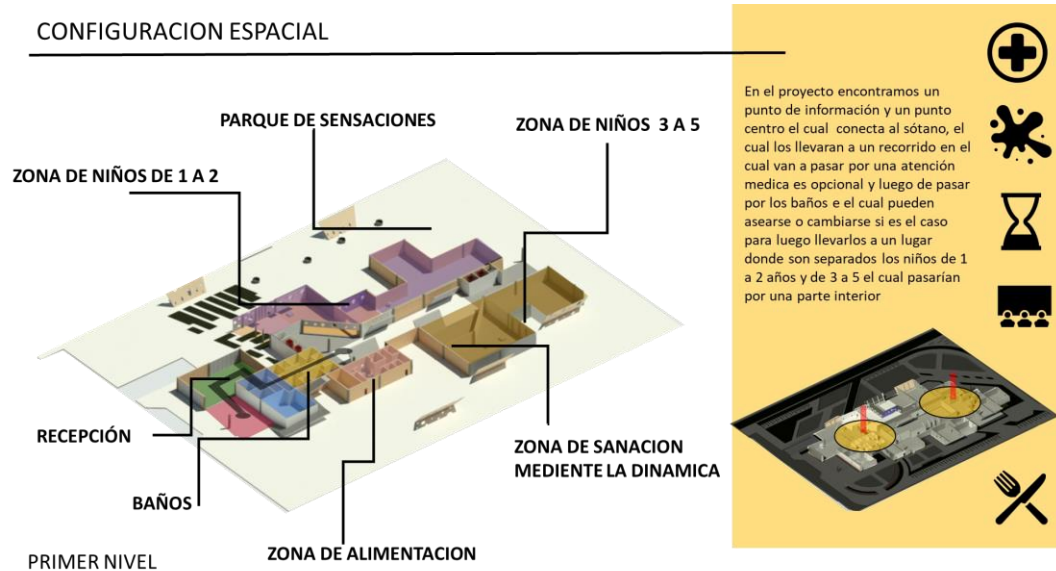 CONFIGURACION ESPACIAL
PARQUE DE SENSACIONES
ZONA DE NIÑOS 3 A 5
ZONA DE NIÑOS DE 1 A 2
RECEPCIÓN
BAÑOS
ZONA DE ALIMENTACION
ZONA DE SANACION
MEDIENTE LA DINAMICA
PRIMER NIVEL
En el proyecto encontramos un
punto de información y un punto
centro el cual conecta al sótano, el
cual los llevaran a un recorrido en el
cual van a pasar por una atención
medica es opcional y luego de pasar
por los baños e el cual pueden
asearse o cambiarse si es el caso
para luego llevarlos a un lugar
donde son separados los niños de 1
a 2 años y de 3 a 5 el cual pasarían
por una parte interior